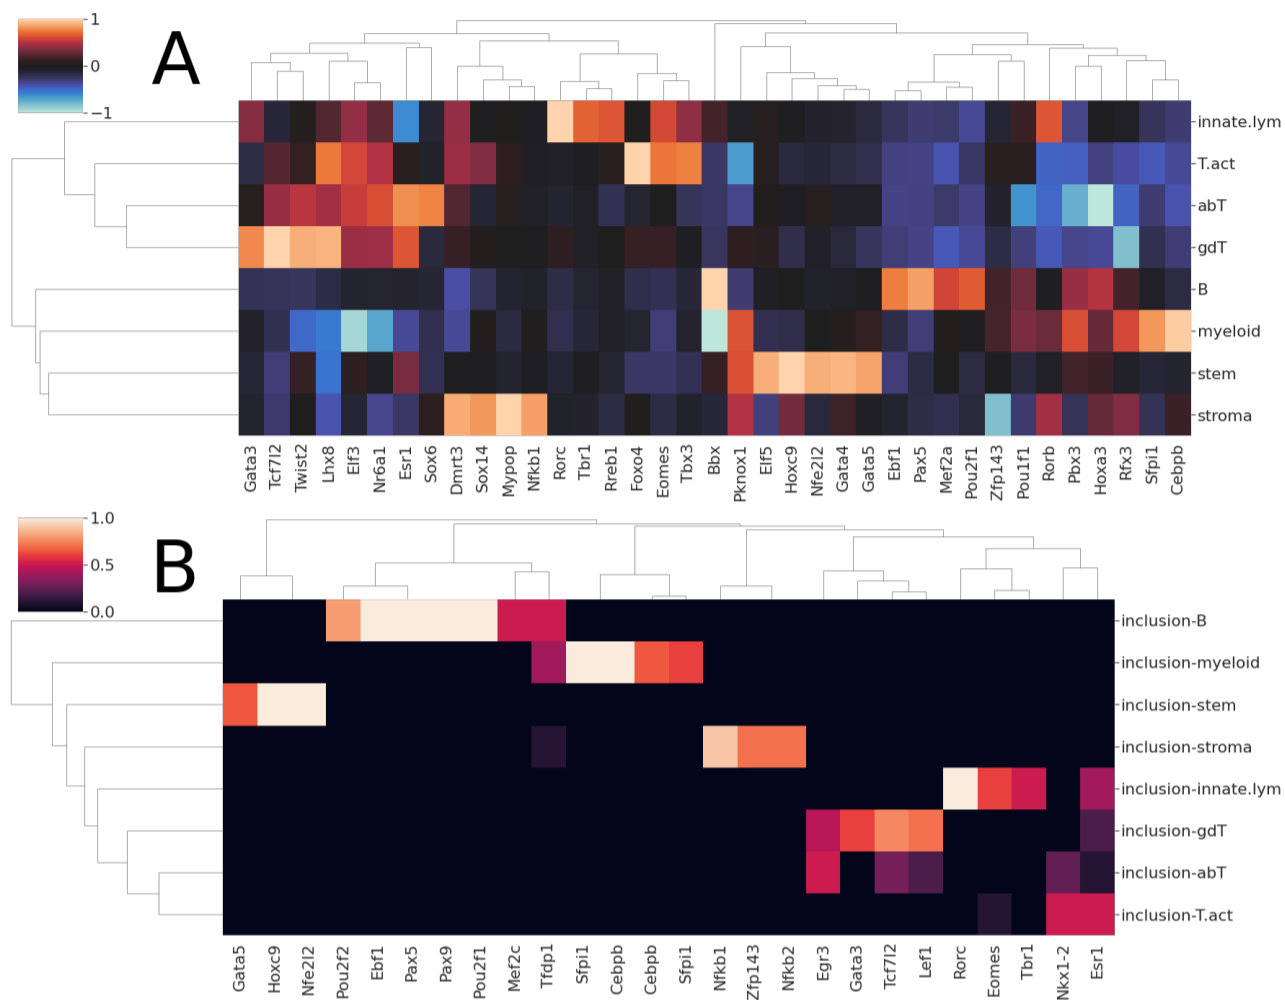 A
1
0
−1
innate.lym
T.act
abT
gdT
B
myeloid
stem
stroma
Gata3 Tcf7l2 Twist2 Lhx8 Elf3 Nr6a1 Esr1 Sox6 Dmrt3 Sox14 Mypop Nfkb1 Rorc Tbr1 Rreb1 Foxo4 Eomes Tbx3 Bbx Pknox1 Elf5 Hoxc9 Nfe2l2 Gata4 Gata5 Ebf1 Pax5 Mef2a Pou2f1 Zfp143 Pou1f1 Rorb Pbx3 Hoxa3 Rfx3 Sfpi1 Cebpb
B
1.0
0.5
0.0
inclusion-B
inclusion-myeloid
inclusion-stem
inclusion-stroma
inclusion-innate.lym
inclusion-gdT
inclusion-abT
inclusion-T.act
Gata5 Hoxc9 Nfe2l2 Pou2f2 Ebf1 Pax5 Pax9 Pou2f1 Mef2c Tfdp1 Sfpi1 Cebpb Cebpb Sfpi1 Nfkb1 Zfp143 Nfkb2 Egr3 Gata3 Tcf7l2 Lef1 Rorc Eomes Tbr1 Nkx1-2 Esr1